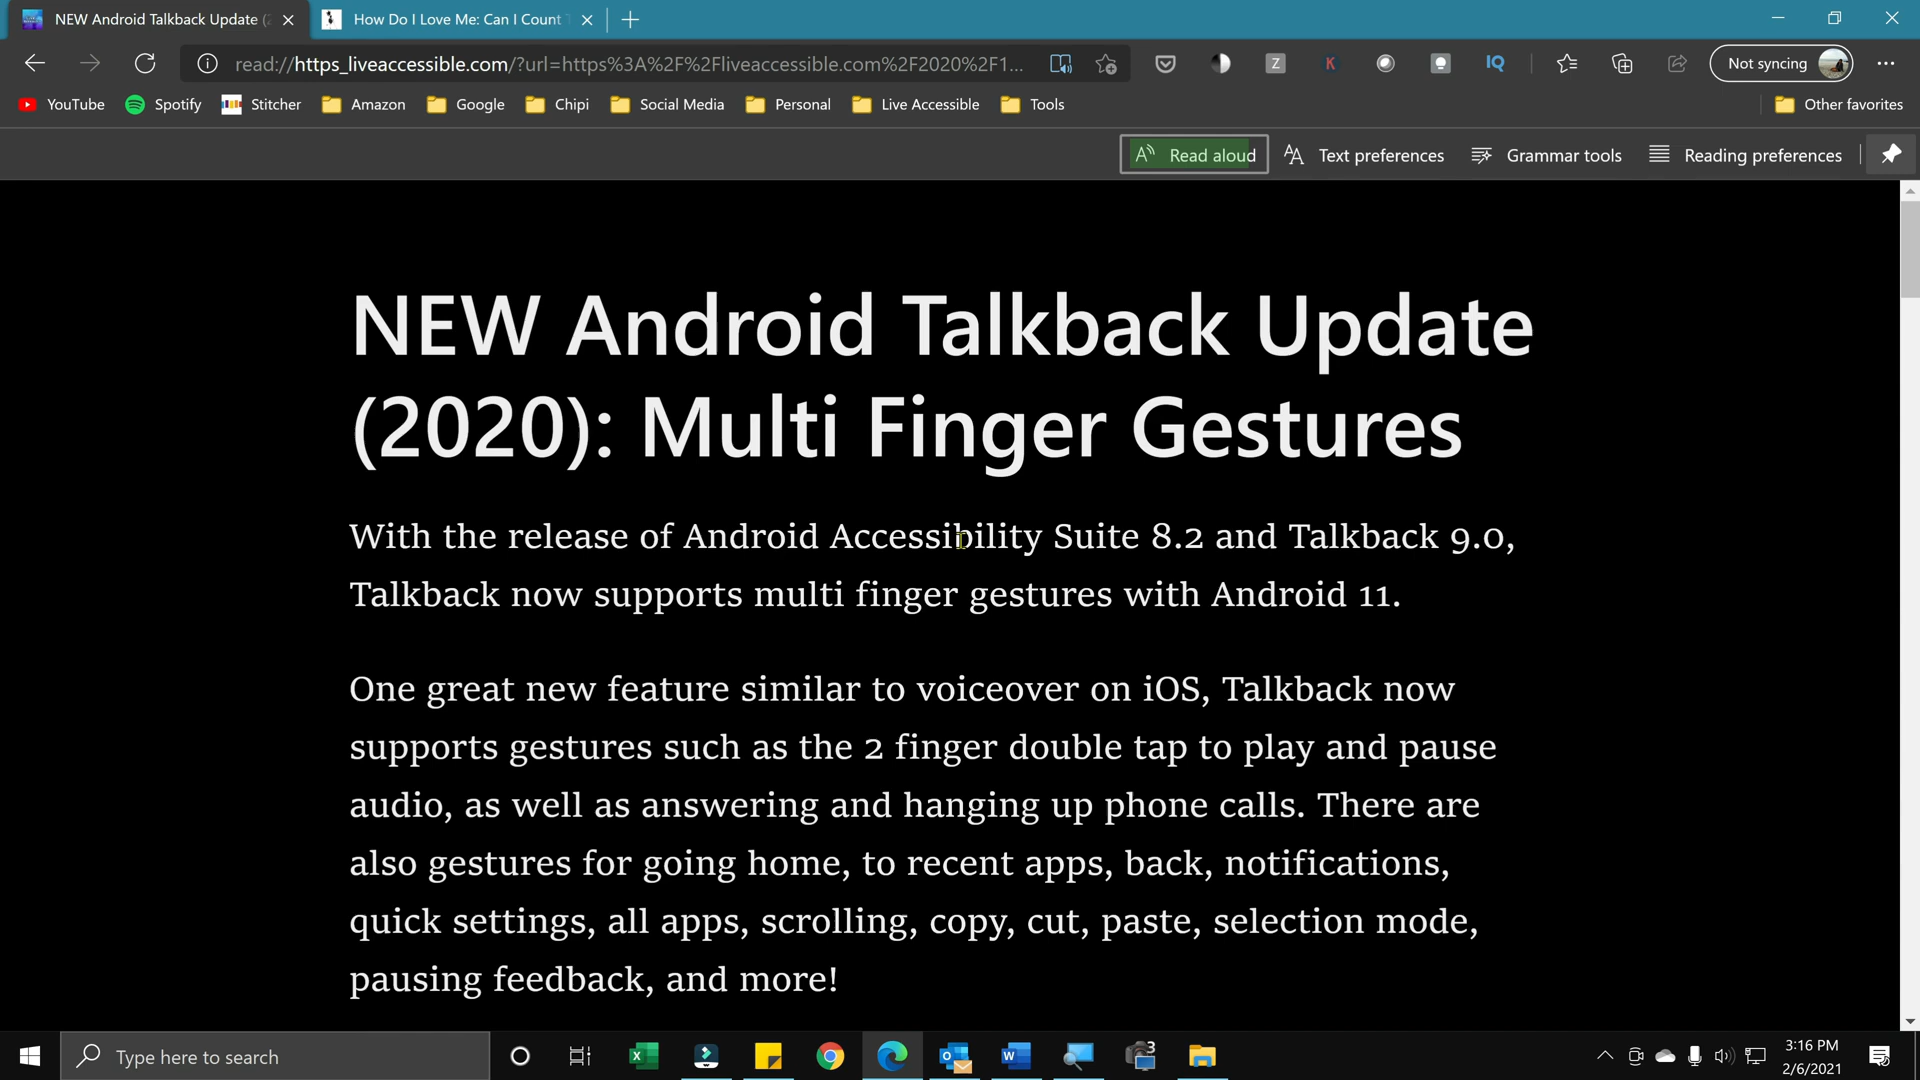 NEW Android Talkback Update (2
How Do I Love Me: Can I Count T
read://https_liveaccessible.com/?url=https%3A%2F%2Fliveaccessible.com%2F2020%2F1...
Z
K
IQ
Not syncing
YouTube
Spotify
Stitcher
Amazon
Google
Chipi
Social Media
Personal
Live Accessible
Tools
Other favorites
Read aloud
Text preferences
Grammar tools
Reading preferences
NEW Android Talkback Update
(2020): Multi Finger Gestures
With the release of Android Accessibility Suite 8.2 and Talkback 9.0,
Talkback now supports multi finger gestures with Android 11.
One great new feature similar to voiceover on iOS, Talkback now
supports gestures such as the 2 finger double tap to play and pause
audio, as well as answering and hanging up phone calls. There are
also gestures for going home, to recent apps, back, notifications,
quick settings, all apps, scrolling, copy, cut, paste, selection mode,
pausing feedback, and more!
Type here to search
3
3:16 PM
2/6/2021